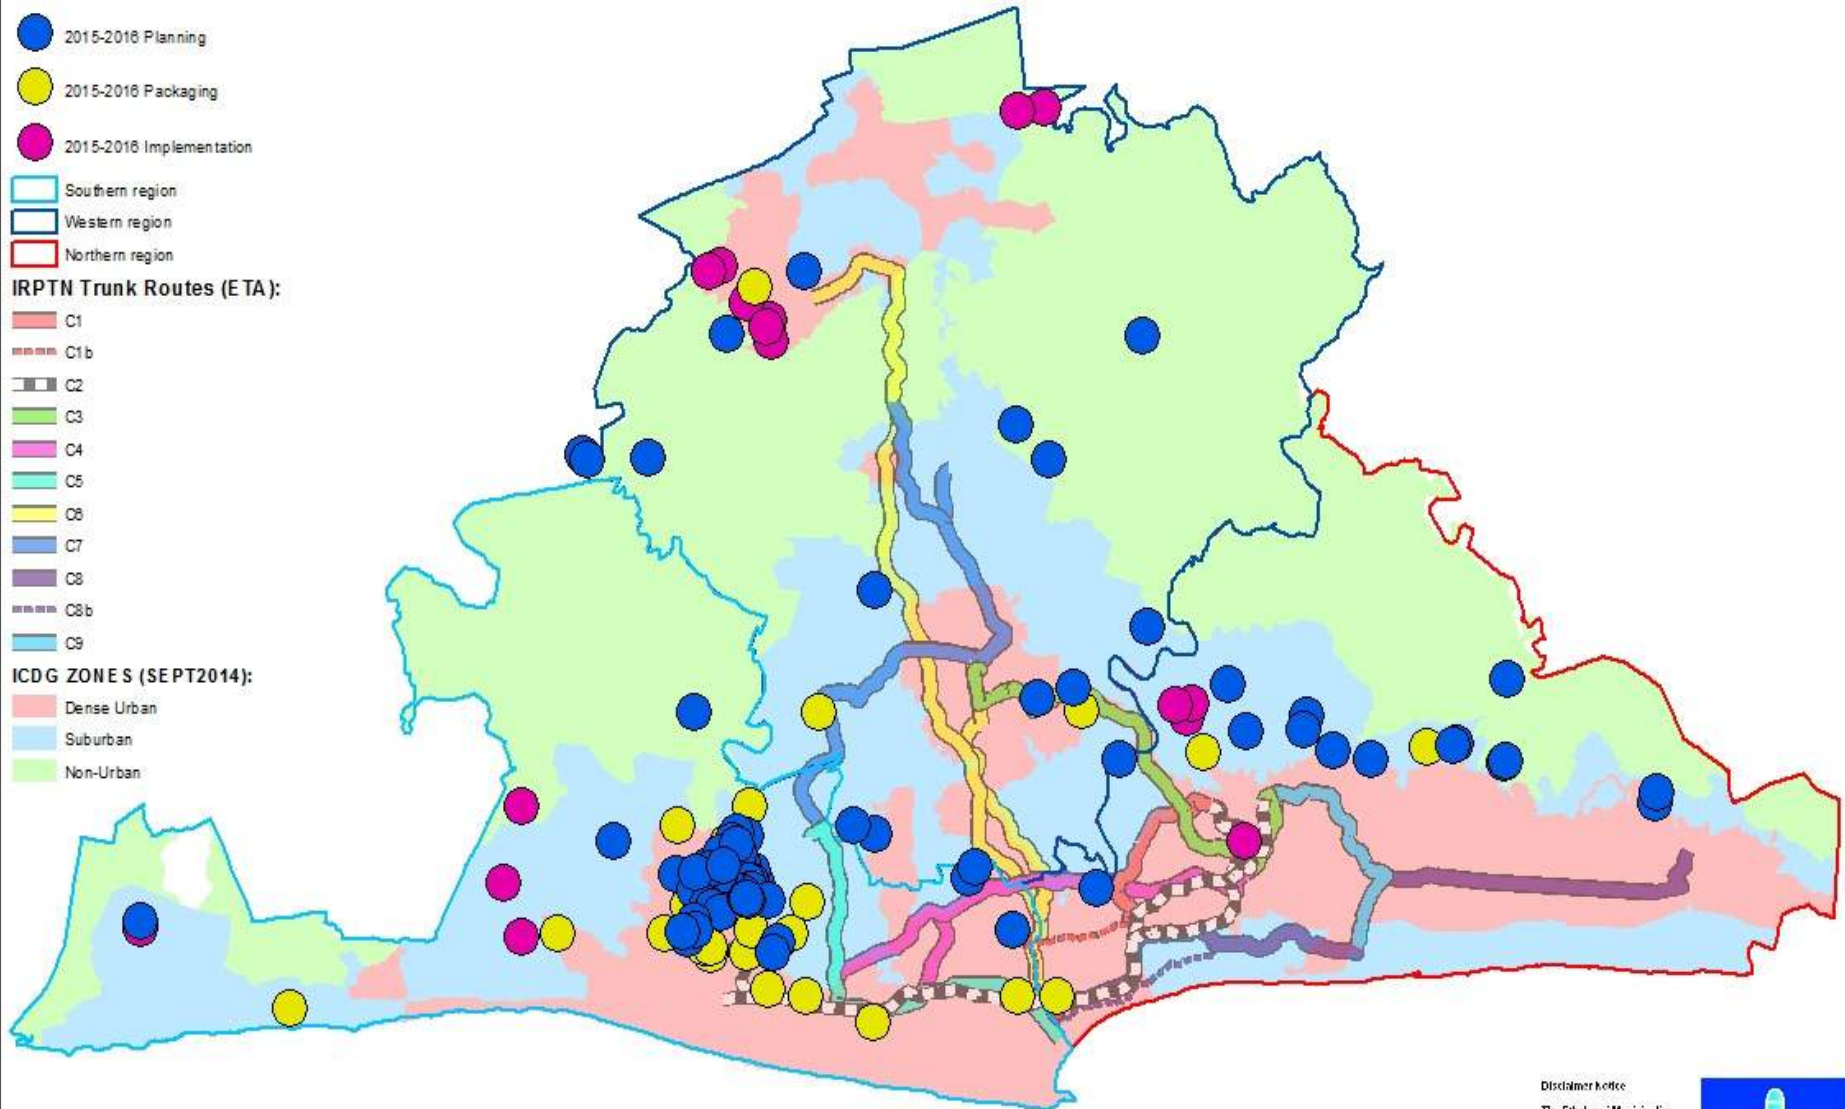 2015-2016 Planning
2015-2016 Packaging
2015-2016 Implementation
Southern region
Western region
Northern region
IRPTN Trunk Routes (ETA):
C1
C1b
C2
C3
C4
C5
C6
C7
C8
C8b
C9
ICDG ZONES (SEPT2014):
Dense Urban
Suburban
Non-Urban
Disclaimer Notice